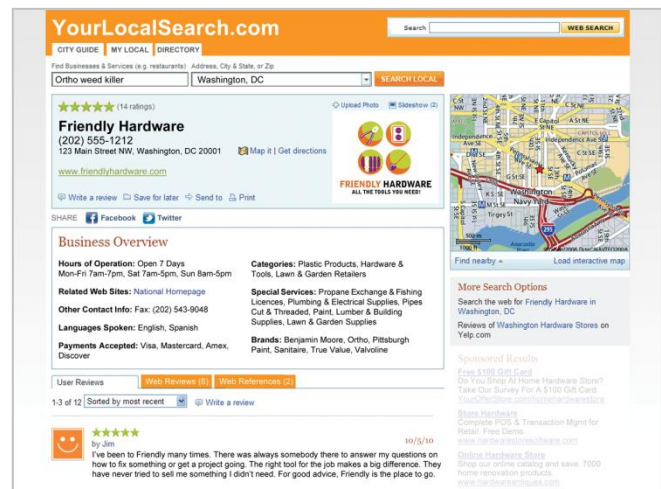 YourLocalSearch.com
Search
WEB SEARCH
CITY GUIDE
MY LOCAL
DIRECTORY
Find Businesses & Services (e.g. restaurants)
Address, City & State, or Zip
Ortho weed killer
Washington, DC
SEARCH LOCAL
(14 ratings)
Upload Photo
Slideshow (2)
Friendly Hardware
(202) 555-1212
123 Main Street NW, Washington, DC 20001
Map it | Get directions
www.friendlyhardware.com
FRIENDLY HARDWARE
ALL THE TOOLS YOU NEED!
Write a review
Save for later
Send to
Print
SHARE
Facebook
Twitter
Business Overview
Hours of Operation: Open 7 Days
Mon-Fri 7am-7pm, Sat 7am-5pm, Sun 8am-5pm
Related Web Sites: National Homepage
Other Contact Info: Fax: (202) 543-9048
Languages Spoken: English, Spanish
Payments Accepted: Visa, Mastercard, Amex,
Discover
Categories: Plastic Products, Hardware &
Tools, Lawn & Garden Retailers
Special Services: Propane Exchange & Fishing
Licences, Plumbing & Electrical Supplies, Pipes
Cut & Threaded, Paint, Lumber & Building
Supplies, Lawn & Garden Supplies
Brands: Benjamin Moore, Ortho, Pittsburgh
Paint, Sanitaire, True Value, Valvoline
Washington
Navy Yard
295
500 m
1000 ft
Find nearby
Load interactive map
More Search Options
Search the web for Friendly Hardware in
Washington, DC
Reviews of Washington Hardware Stores on
Yelp.com
Sponsored Results
Free $100 Gift Card
Do You Shop At Home Hardware Store?
Take Our Survey For A $100 Gift Card.
Store Hardware
Complete POS & Transaction Mgmt for
Retail. Free Demo.
www.hardwarestoresoftware.com
Online Hardware Store
Shop our online catalog and save. 7000
home renovation products.
User Reviews
Web Reviews (6)
Web References (2)
1-3 of 12
Sorted by most recent
Write a review
by Jim
10/5/10
I've been to Friendly many times. There was always somebody there to answer my questions on
how to fix something or get a project going. The right tool for the job makes a big difference. They
have never tried to sell me something I didn't need. For good advice, Friendly is the place to go.